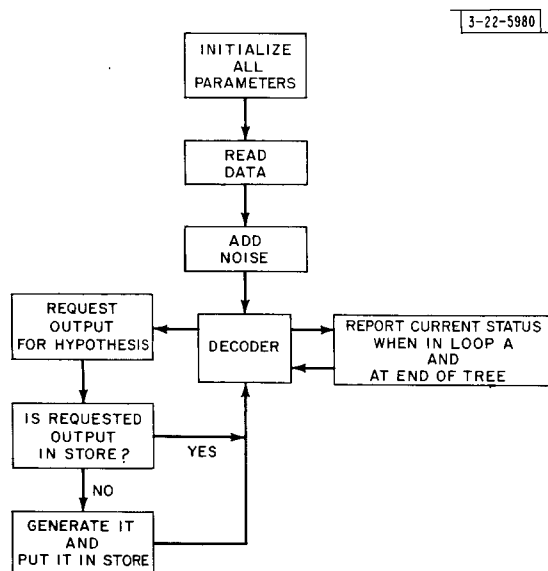 3-22-5980
INITIALIZE
ALL
PARAMETERS
READ
DATA
ADD
NOISE
REQUEST
OUTPUT
FOR HYPOTHESIS
DECODER
REPORT CURRENT STATUS
WHEN IN LOOP A
AND
AT END OF TREE
IS REQUESTED
OUTPUT
IN STORE?
YES
NO
GENERATE IT
AND
PUT IT IN STORE